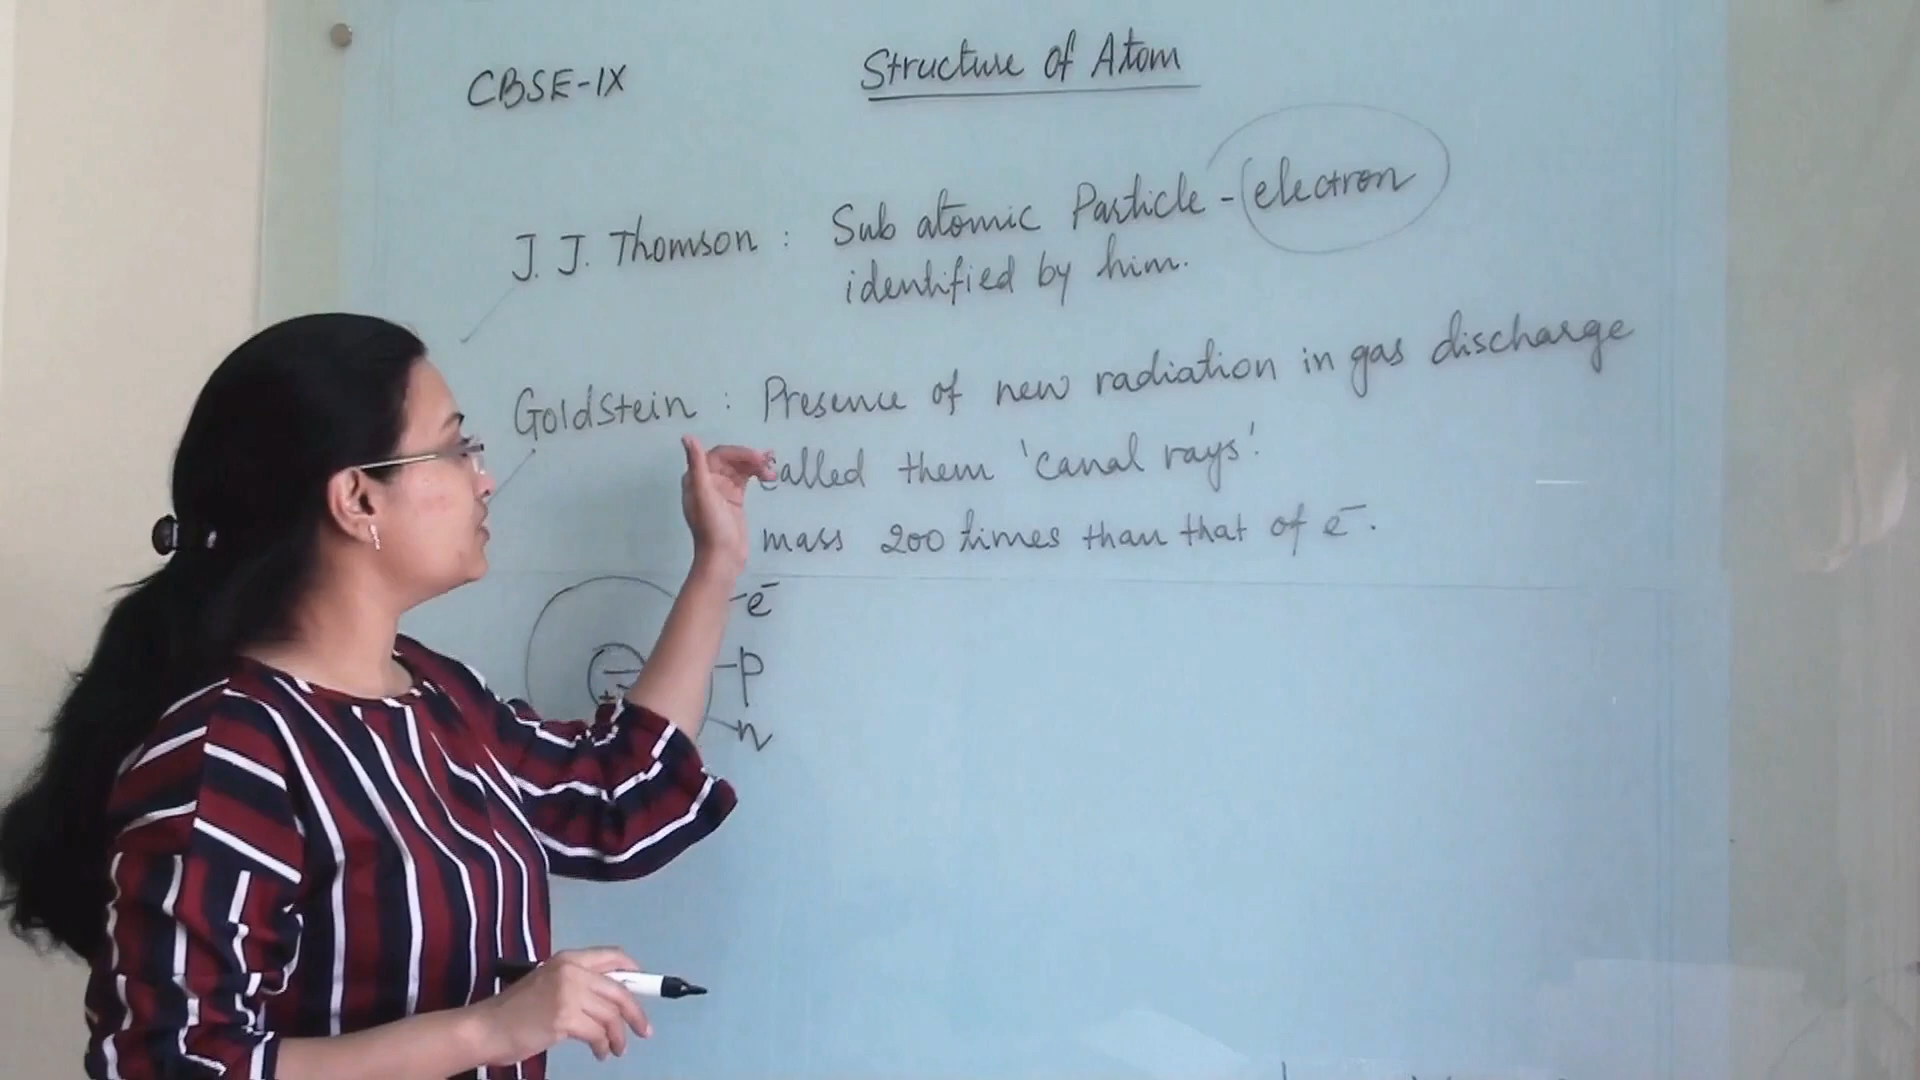 CBSE-IX
Structure of Atom
J. J. Thomson : Sub atomic Particle - electron
identified by him.
Goldstein : Presence of new radiation in gas discharge
called them 'canal rays'.
mass 200 times than that of e⁻.
e⁻
p
n